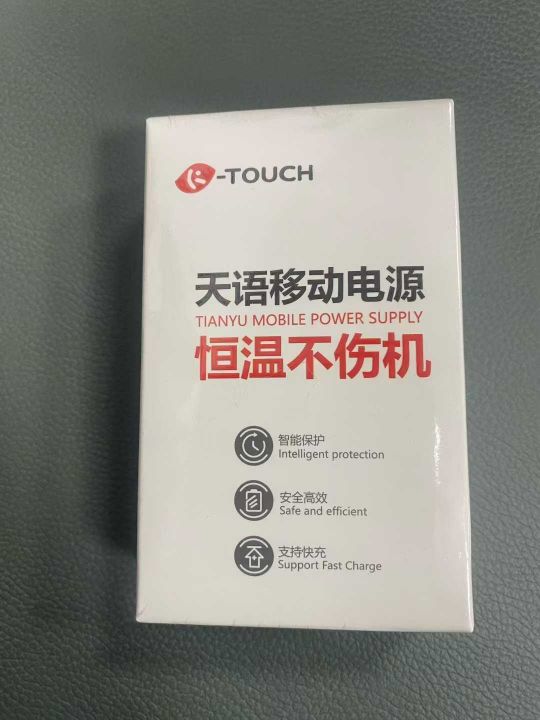 K-TOUCH
天语移动电源
TIANYU MOBILE POWER SUPPLY
恒温不伤机
智能保护
Intelligent protection
安全高效
Safe and efficient
支持快充
Support Fast Charge